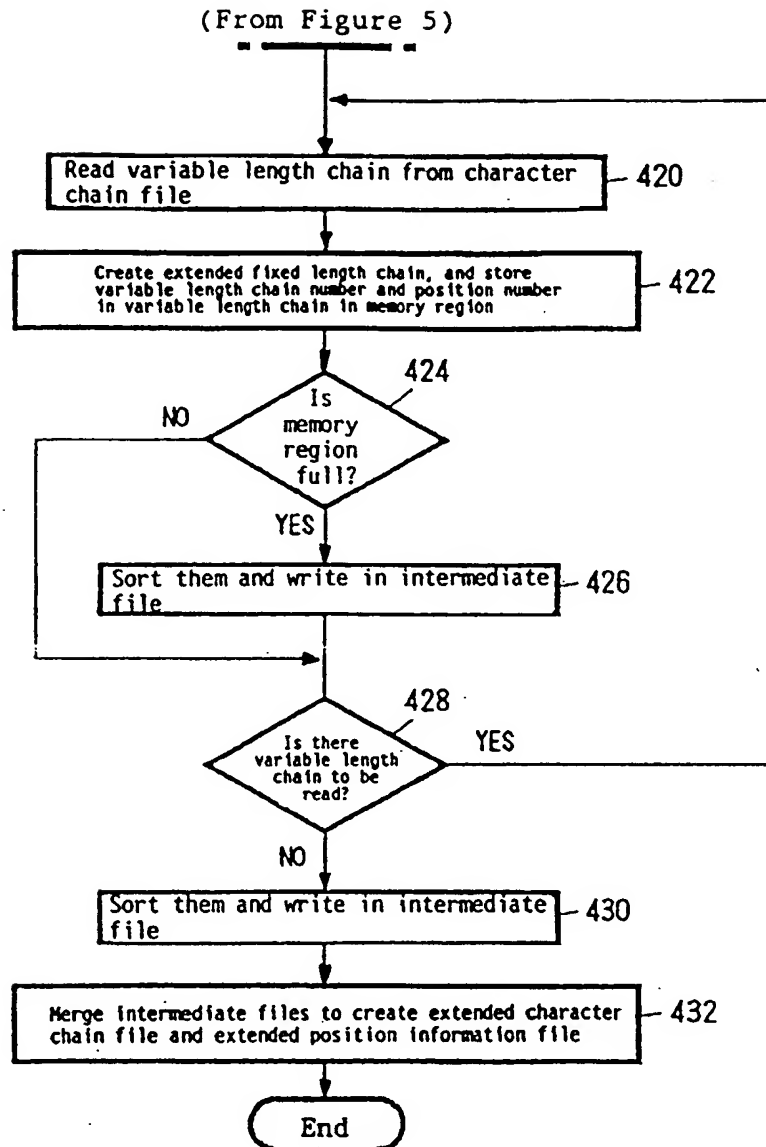 (From Figure 5)
Read variable length chain from character
chain file
420
Create extended fixed length chain, and store
variable length chain number and position number
in variable length chain in memory region
422
424
NO
Is
memory
region
full?
YES
Sort them and write in intermediate
file
426
428
Is there
variable length
chain to be
read?
YES
NO
Sort them and write in intermediate
file
430
Merge intermediate files to create extended character
chain file and extended position information file
432
End